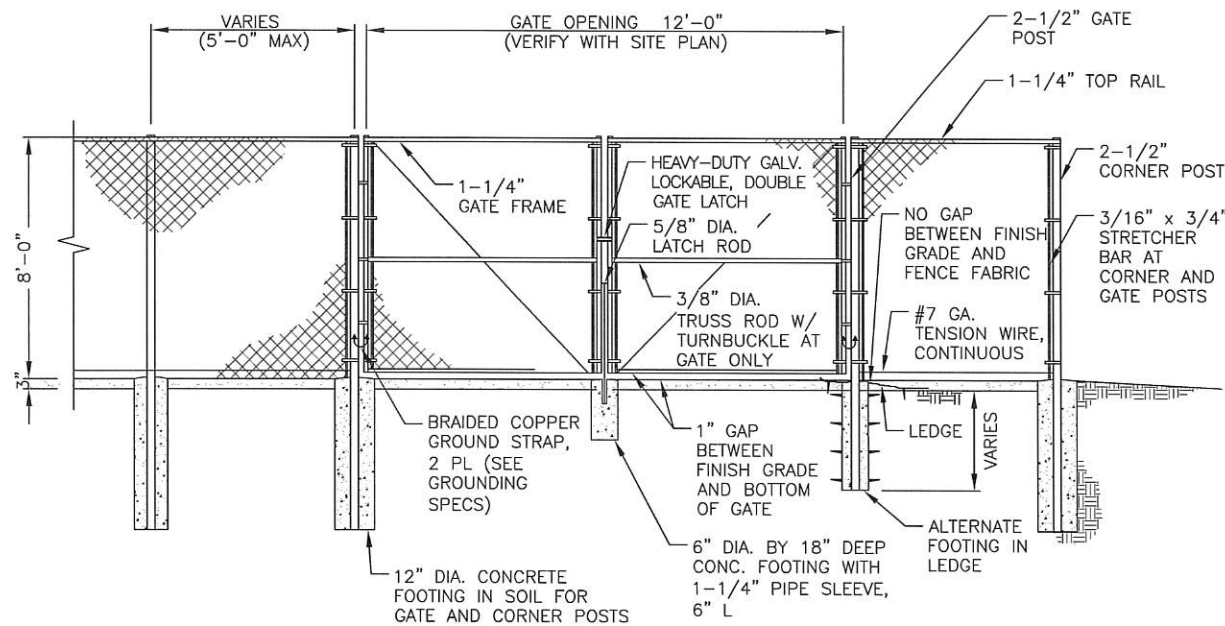 VARIES
(5'-0" MAX)
GATE OPENING 12'-0"
(VERIFY WITH SITE PLAN)
2-1/2" GATE
POST
1-1/4" TOP RAIL
2-1/2"
CORNER POST
3/16" x 3/4"
STRETCHER
BAR AT
CORNER AND
GATE POSTS
HEAVY-DUTY GALV.
LOCKABLE, DOUBLE
GATE LATCH
5/8" DIA.
LATCH ROD
1-1/4"
GATE FRAME
NO GAP
BETWEEN FINISH
GRADE AND
FENCE FABRIC
8'-0"
3"
3/8" DIA.
TRUSS ROD W/
TURNBUCKLE AT
GATE ONLY
#7 GA.
TENSION WIRE,
CONTINUOUS
BRAIDED COPPER
GROUND STRAP,
2 PL (SEE
GROUNDING
SPECS)
1" GAP
BETWEEN
FINISH GRADE
AND BOTTOM
OF GATE
LEDGE
VARIES
ALTERNATE
FOOTING IN
LEDGE
6" DIA. BY 18" DEEP
CONC. FOOTING WITH
1-1/4" PIPE SLEEVE,
6" L
12" DIA. CONCRETE
FOOTING IN SOIL FOR
GATE AND CORNER POSTS